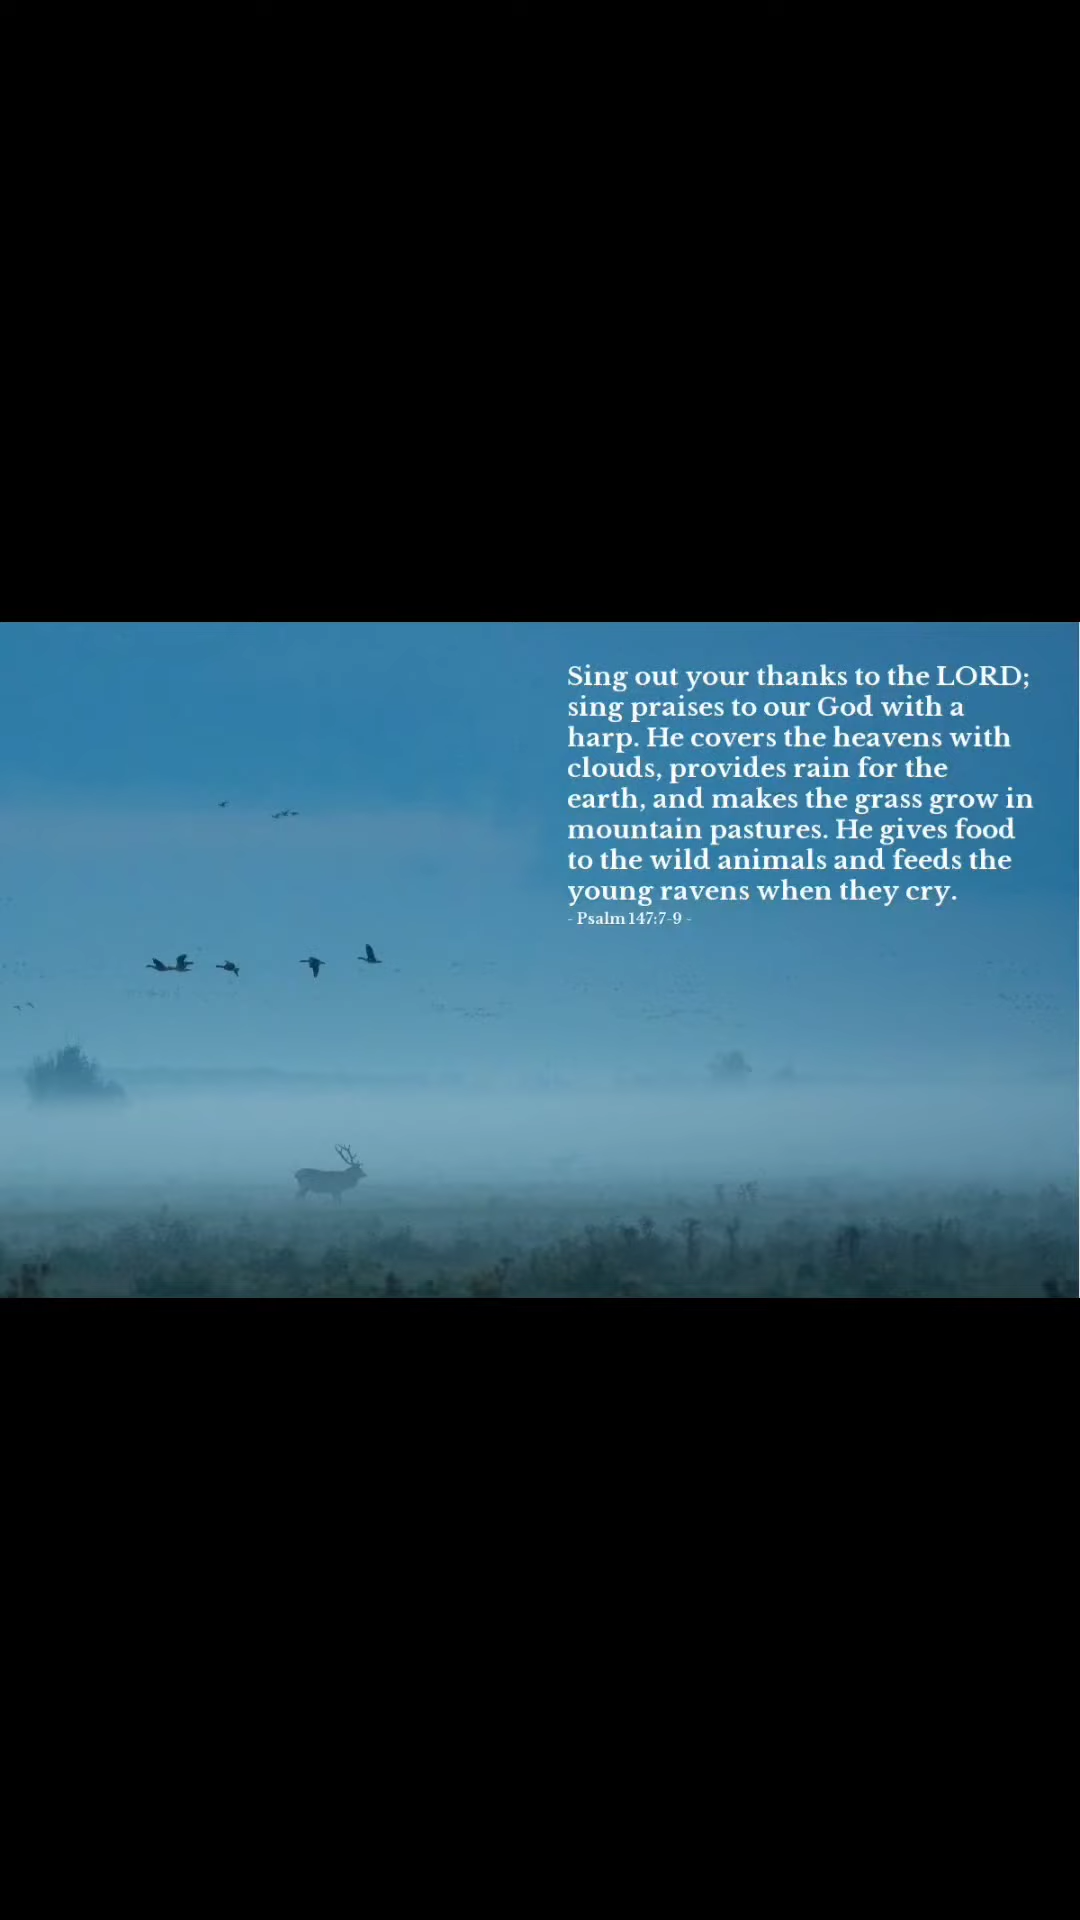 Sing out your thanks to the LORD;
sing praises to our God with a
harp. He covers the heavens with
clouds, provides rain for the
earth, and makes the grass grow in
mountain pastures. He gives food
to the wild animals and feeds the
young ravens when they cry.
- Psalm 147:7-9 -